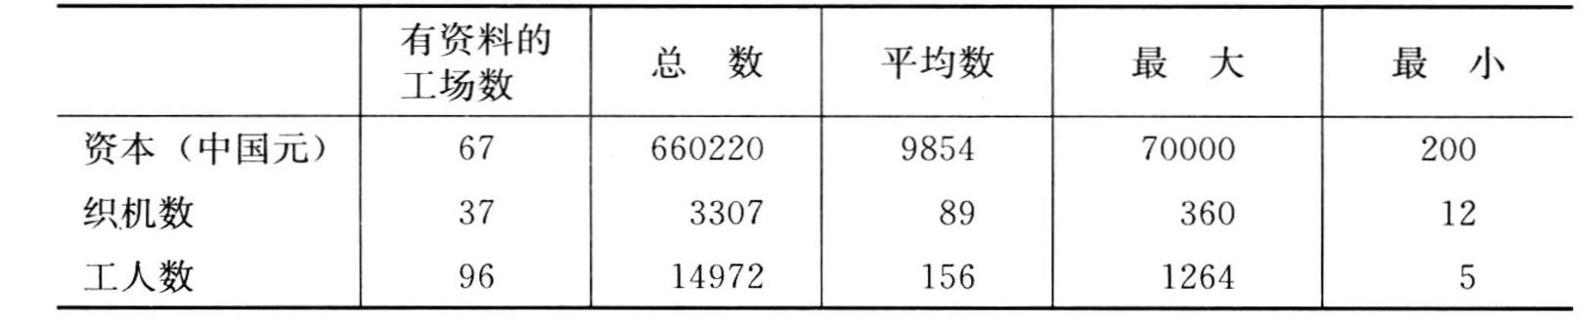 有资料的工场数 总 数 平均数 最 大 最 小
资本（中国元） 67 660220 9854 70000 200
织机数 37 3307 89 360 12
工人数 96 14972 156 1264 5